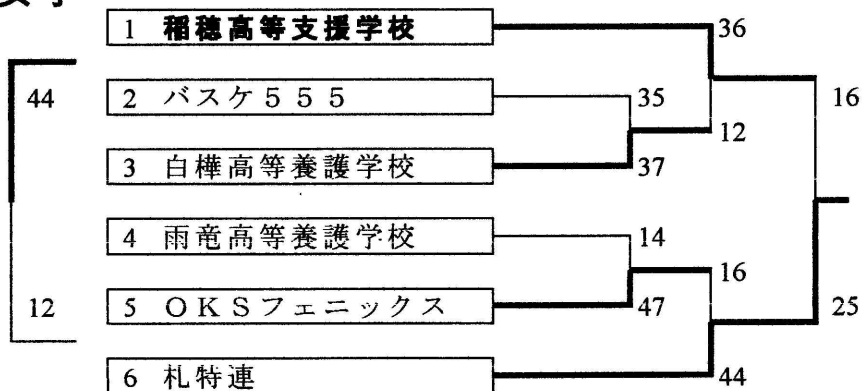 1 稲穂高等支援学校 36
44 2 バスケ555 35 16
12
3 白樺高等養護学校 37
4 雨竜高等養護学校 14
16
12 5 OKSフェニックス 47 25
6 札特連 44